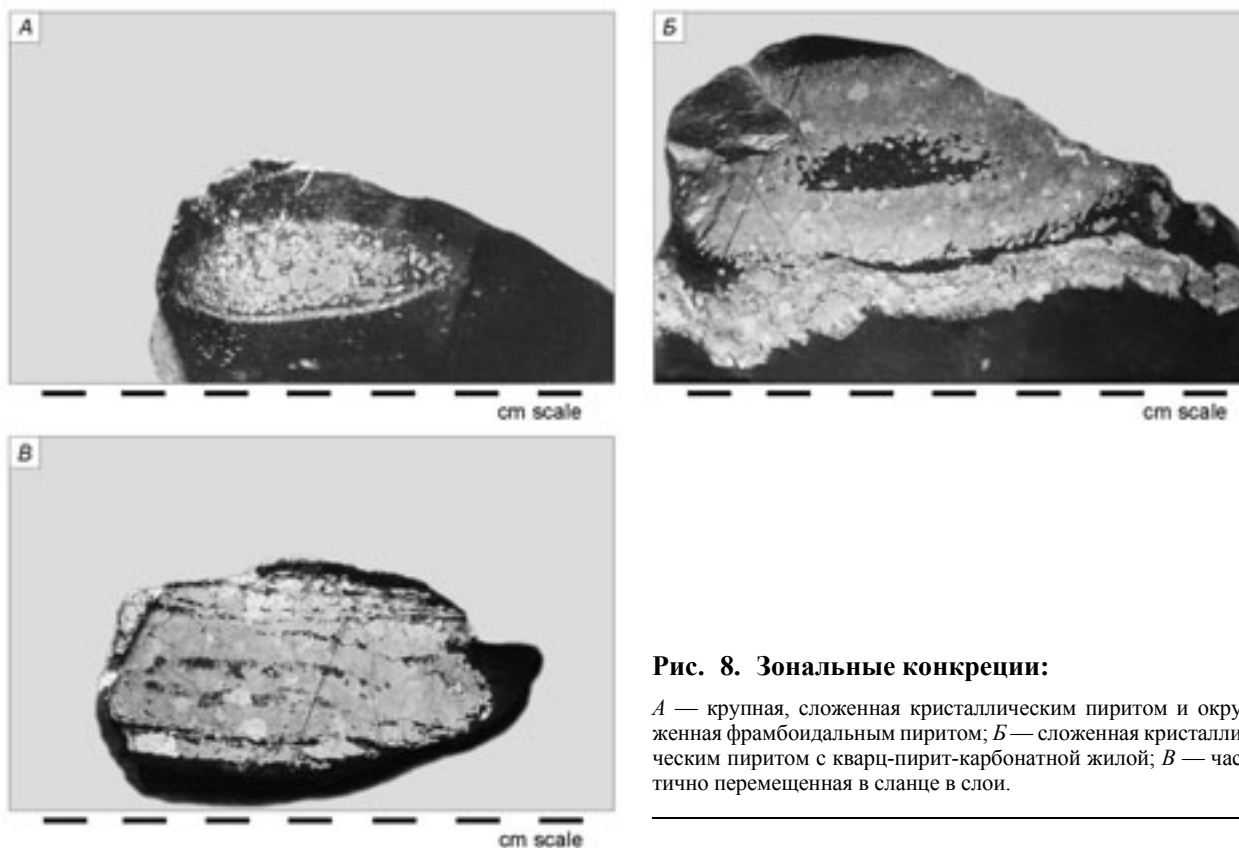 А
Б
cm scale
cm scale
В
cm scale
Рис. 8. Зональные конкреции:
А — крупная, сложенная кристаллическим пиритом и окру-
женная фрамбоидальным пиритом; Б — сложенная кристалли-
ческим пиритом с кварц-пирит-карбонатной жилой; В — час-
тично перемещенная в сланце в слои.